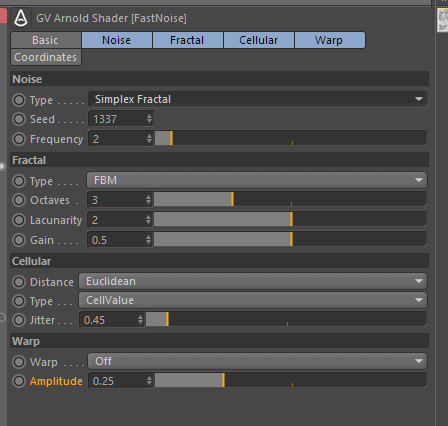 GV Arnold Shader [FastNoise]
Basic Noise Fractal Cellular Warp
Coordinates
Noise
Type . . . . . Simplex Fractal
Seed . . . . . 1337
Frequency 2
Fractal
Type . . . . FBM
Octaves . 3
Lacunarity 2
Gain . . . . 0.5
Cellular
Distance Euclidean
Type . . . CellValue
Jitter . . . 0.45
Warp
Warp . . . . Off
Amplitude 0.25